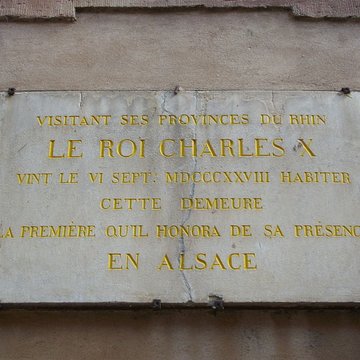 VISITANT SES PROVINCES DU RHIN
LE ROI CHARLES X
VINT LE VI SEPT. MDCCCXXVIII HABITER
CETTE DEMEURE
LA PREMIÈRE QU'IL HONORA DE SA PRÉSENC
EN ALSACE